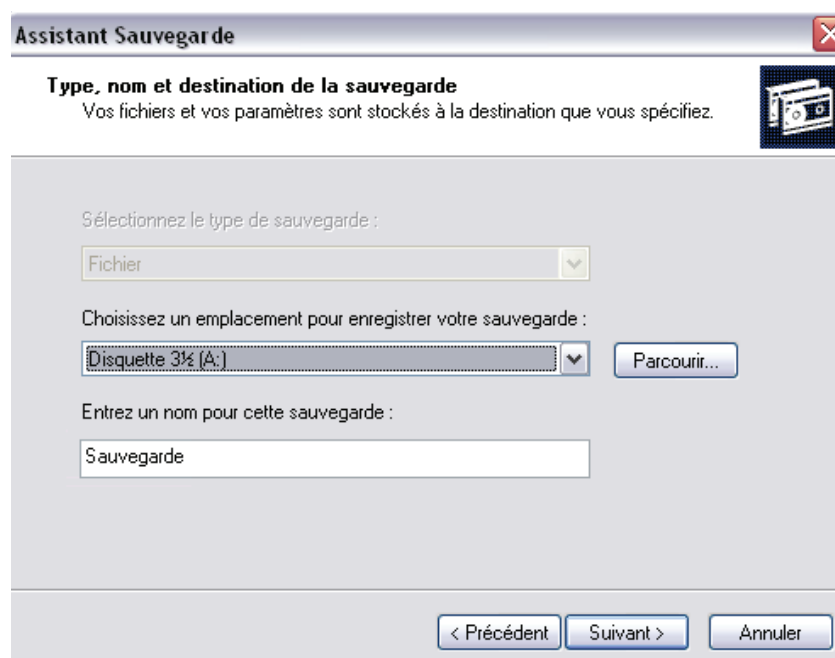 Assistant Sauvegarde
Type, nom et destination de la sauvegarde
Vos fichiers et vos paramètres sont stockés à la destination que vous spécifiez.
Sélectionnez le type de sauvegarde :
Fichier
Choisissez un emplacement pour enregistrer votre sauvegarde :
Disquette 3½ (A:)
Parcourir...
Entrez un nom pour cette sauvegarde :
Sauvegarde
< Précédent
Suivant >
Annuler